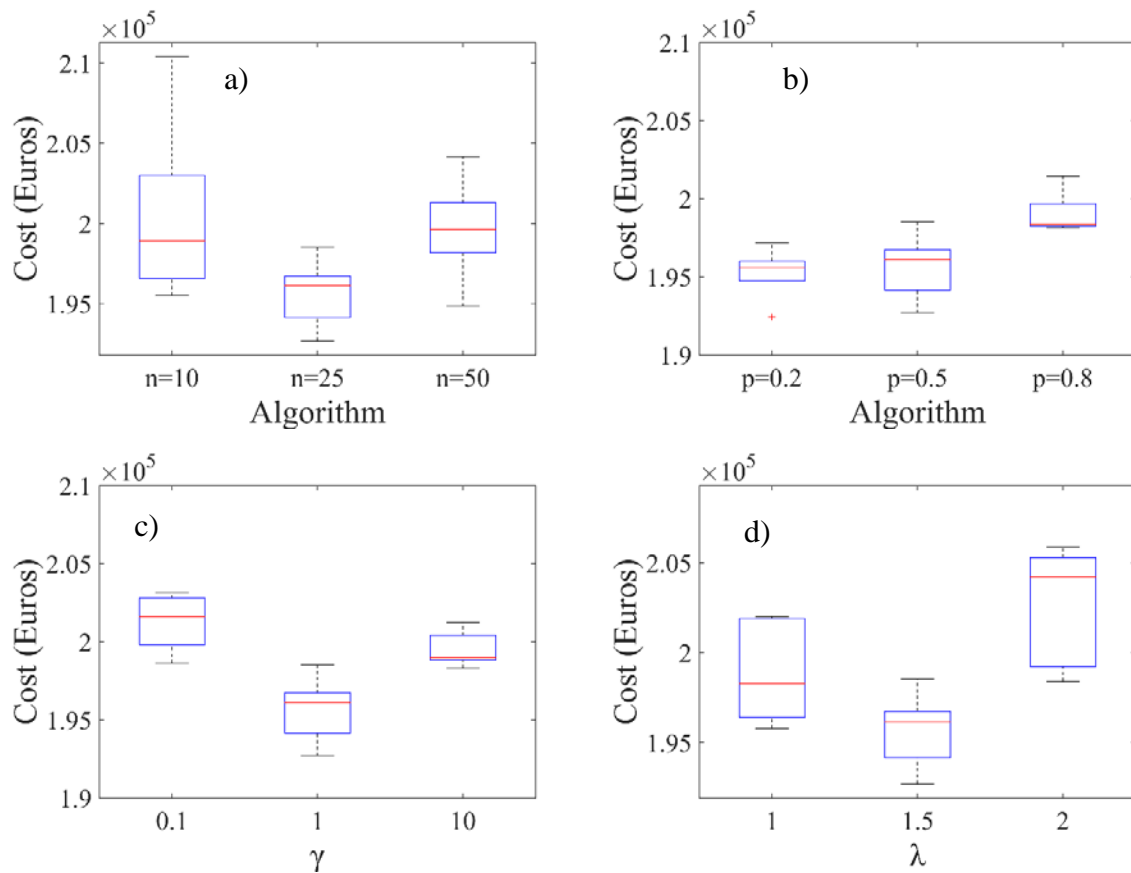 ×10^5
2.1
2.05
2
1.95
Cost (Euros)
a)
n=10 n=25 n=50
Algorithm
×10^5
2.1
2.05
2
1.95
1.9
Cost (Euros)
b)
p=0.2 p=0.5 p=0.8
Algorithm
×10^5
2.1
2.05
2
1.95
1.9
Cost (Euros)
c)
0.1 1 10
γ
×10^5
2.05
2
1.95
Cost (Euros)
d)
1 1.5 2
λ